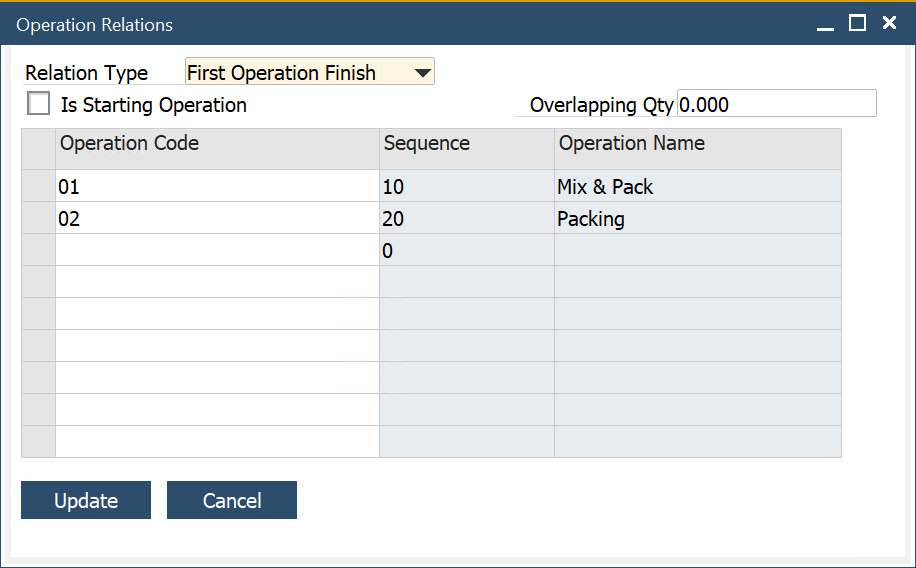 Operation Relations
Relation Type First Operation Finish
Is Starting Operation Overlapping Qty 0.000
Operation Code Sequence Operation Name
01 10 Mix & Pack
02 20 Packing
0
Update Cancel